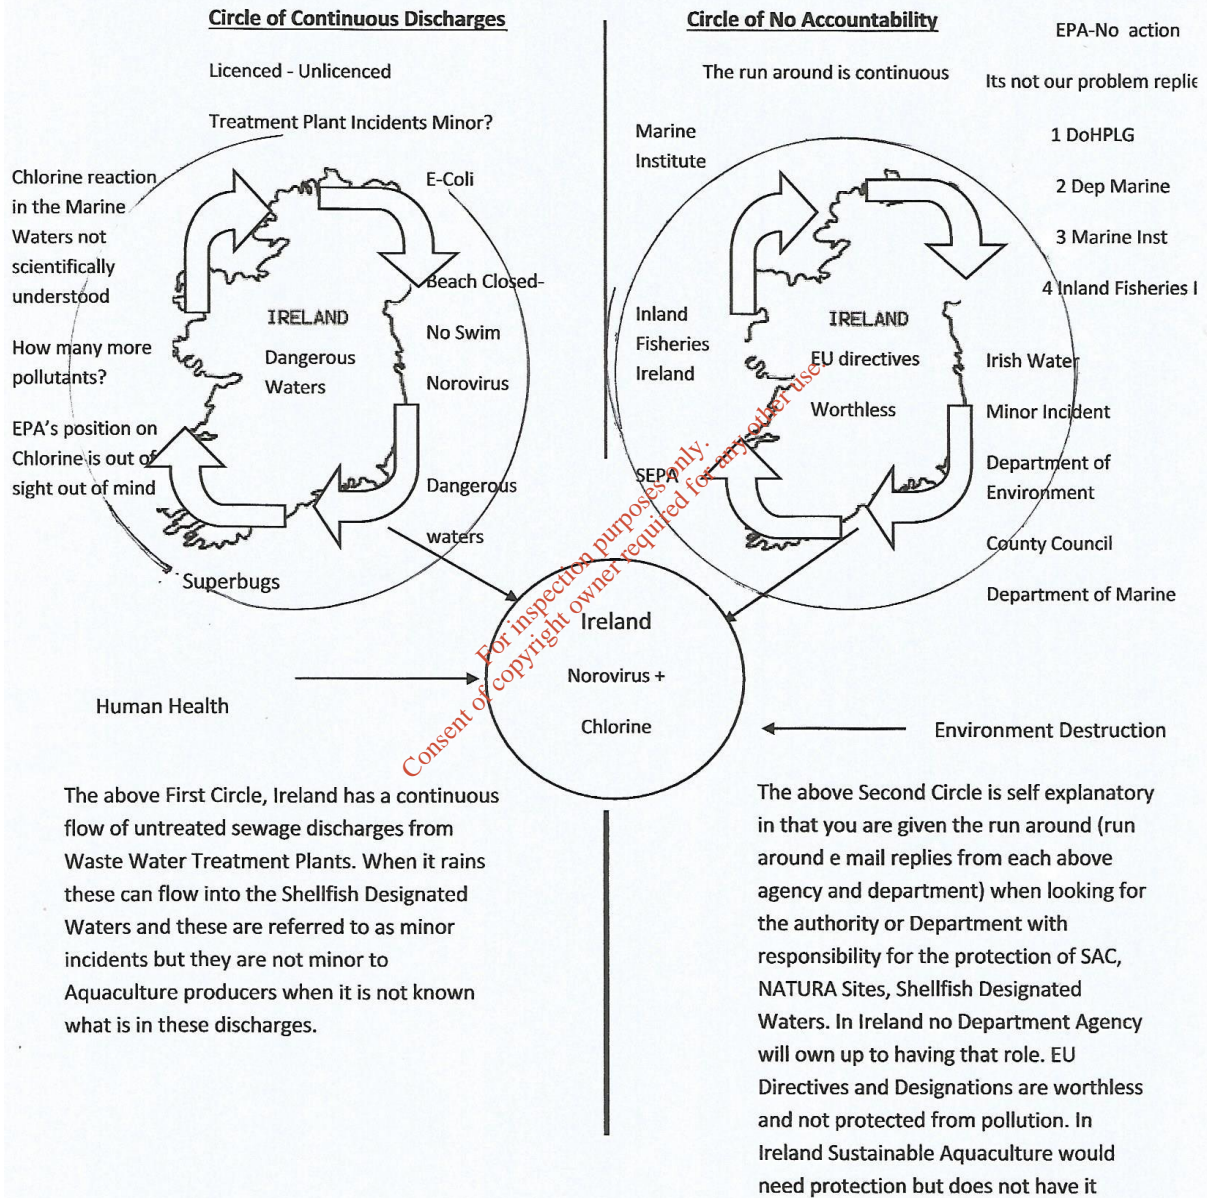 Circle of Continuous Discharges
Licenced - Unlicenced
Treatment Plant Incidents Minor?
Chlorine reaction
in the Marine
Waters not
scientifically
understood
How many more
pollutants?
EPA's position on
Chlorine is out of
sight out of mind
E-Coli
Beach Closed-
No Swim
Norovirus
Dangerous
waters
IRELAND
Dangerous
Waters
Superbugs
Circle of No Accountability
The run around is continuous
EPA-No action
Its not our problem replie
1 DoHPLG
2 Dep Marine
3 Marine Inst
4 Inland Fisheries I
Marine
Institute
Inland
Fisheries
Ireland
SEPA
IRELAND
EU directives
Worthless
Irish Water
Minor Incident
Department of
Environment
County Council
Department of Marine
Ireland
Norovirus +
Chlorine
Human Health
Environment Destruction
For inspection purposes only.
Consent of copyright owner required for any other use.
The above First Circle, Ireland has a continuous
flow of untreated sewage discharges from
Waste Water Treatment Plants. When it rains
these can flow into the Shellfish Designated
Waters and these are referred to as minor
incidents but they are not minor to
Aquaculture producers when it is not known
what is in these discharges.
The above Second Circle is self explanatory
in that you are given the run around (run
around e mail replies from each above
agency and department) when looking for
the authority or Department with
responsibility for the protection of SAC,
NATURA Sites, Shellfish Designated
Waters. In Ireland no Department Agency
will own up to having that role. EU
Directives and Designations are worthless
and not protected from pollution. In
Ireland Sustainable Aquaculture would
need protection but does not have it